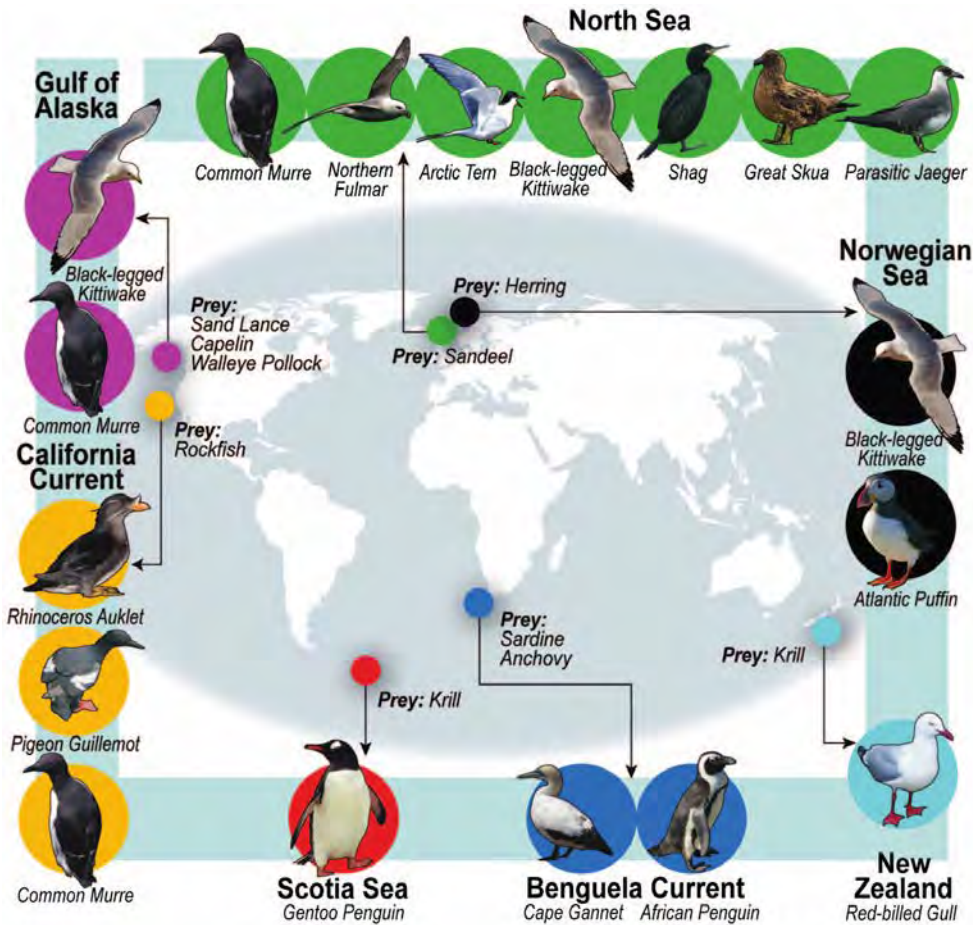 North Sea
Common Murre
Northern
Fulmar
Arctic Tern
Black-legged
Kittiwake
Shag
Great Skua
Parasitic Jaeger
Gulf of
Alaska
Black-legged
Kittiwake
Common Murre
Prey:
Sand Lance
Capelin
Walleye Pollock
Prey: Herring
Prey: Sandeel
Norwegian
Sea
Black-legged
Kittiwake
Atlantic Puffin
California
Current
Prey:
Rockfish
Rhinoceros Auklet
Pigeon Guillemot
Common Murre
Prey: Krill
Scotia Sea
Gentoo Penguin
Prey:
Sardine
Anchovy
Benguela Current
Cape Gannet
African Penguin
Prey: Krill
New
Zealand
Red-billed Gull